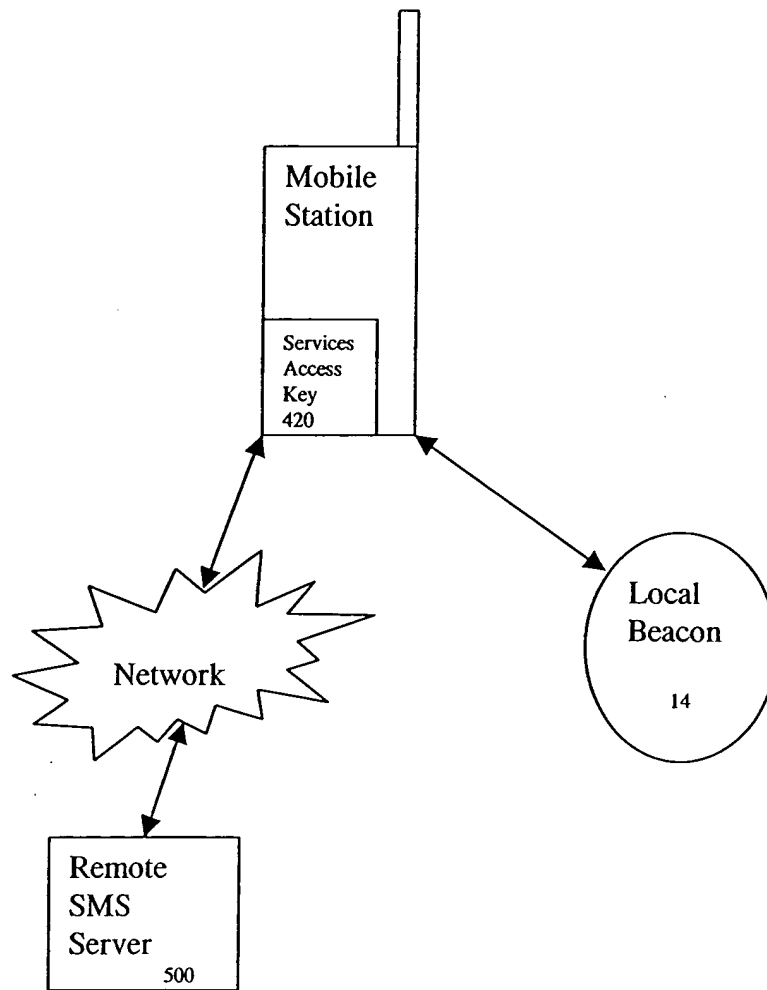 Mobile
Station
Services
Access
Key
420
Local
Beacon
14
Network
Remote
SMS
Server
500